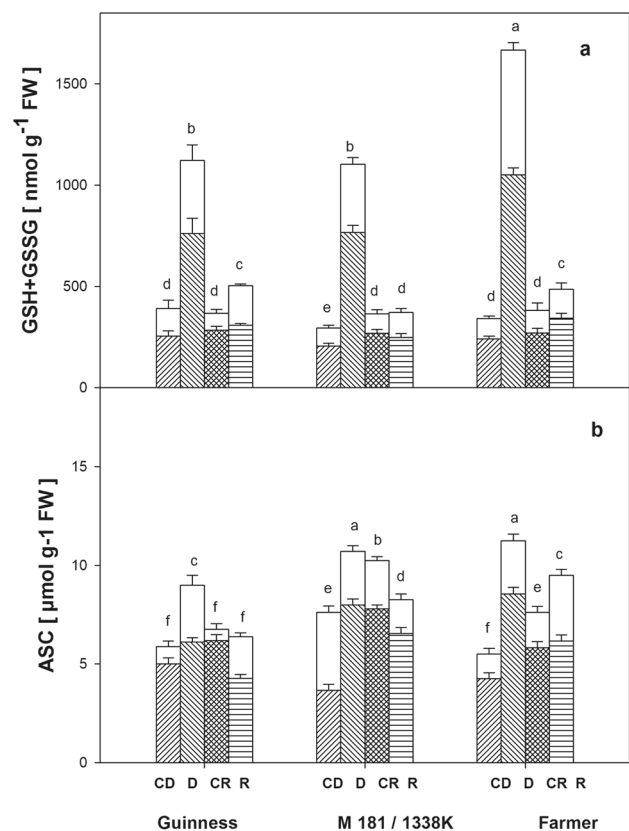 a
a
1500
b
b
1000
500
d
d
c
e
d
d
d
d
c
0
GSH+GSSG [ nmol g-1 FW]
b
15
a
b
a
10
c
e
d
c
e
f
f
f
f
5
0
ASC [ µmol g-1 FW]
CD D CR R CD D CR R CD D CR R
Guinness M 181 / 1338K Farmer